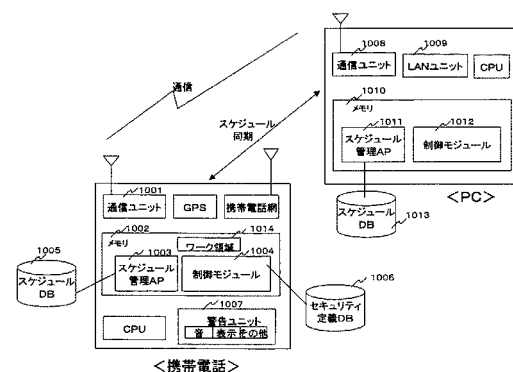 1008
1009
通信ユニット
LANユニット
CPU
1010
メモリ
1011
1012
スケジュール
管理AP
制御モジュール
<PC>
スケジュール
DB
1013
通信
スケジュール
同期
1001
通信ユニット
GPS
携帯電話網
1002
メモリ
1014
ワーク領域
1003
1004
スケジュール
管理AP
制御モジュール
1005
スケジュール
DB
1006
セキュリティ
定義DB
1007
CPU
警告ユニット
音
表示
その他
<携帯電話>